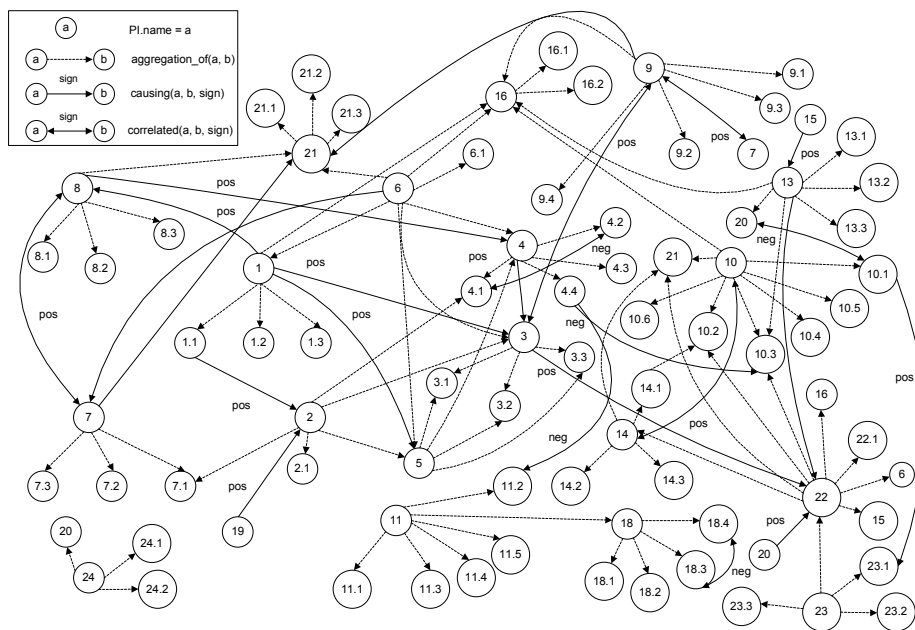 a
PI.name = a
a
b
aggregation_of(a, b)
sign
a
b
causing(a, b, sign)
sign
a
b
correlated(a, b, sign)
21.2
21.1
21.3
21
16.1
16
16.2
9
9.1
9.3
9.2
9.4
pos
7
15
pos
13.1
13
13.2
13.3
20
neg
10.1
6.1
8
pos
6
pos
8.1
8.2
8.3
pos
1
pos
4
4.2
neg
pos
4.1
4.3
4.4
21
10
10.5
10.6
10.2
10.4
10.3
neg
1.1
1.2
1.3
3
3.3
pos
3.1
3.2
pos
pos
14.1
16
pos
7
2
14
pos
22.1
5
neg
2.1
7.3
7.2
7.1
pos
11.2
14.2
14.3
22
6
15
19
11
18
18.4
pos
20
20
24.1
24
24.2
11.5
11.4
11.3
11.1
18.1
18.2
18.3
neg
23.1
23.3
23
23.2